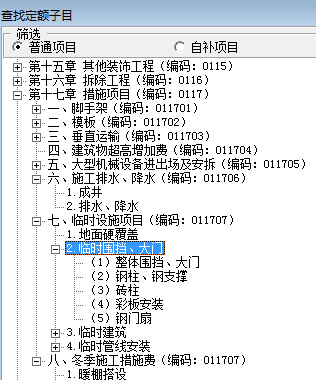 查找定额子目
筛选
普通项目 自补项目
第十五章 其他装饰工程(编码：0115)
第十六章 拆除工程(编码：0116)
第十七章 措施项目(编码：0117)
一、脚手架(编码：011701)
二、模板(编码：011702)
三、垂直运输(编码：011703)
四、建筑物超高增加费(编码：011704)
五、大型机械设备进出场及安拆(编码：011705)
六、施工排水、降水(编码：011706)
1.成井
2.排水、降水
七、临时设施项目(编码：011707)
1.地面硬覆盖
2.临时围挡、大门
(1)整体围挡、大门
(2)钢柱、钢支撑
(3)砖柱
(4)彩板安装
(5)钢门扇
3.临时建筑
4.临时管线安装
八、冬季施工措施费(编码：011707)
1.暖棚搭设